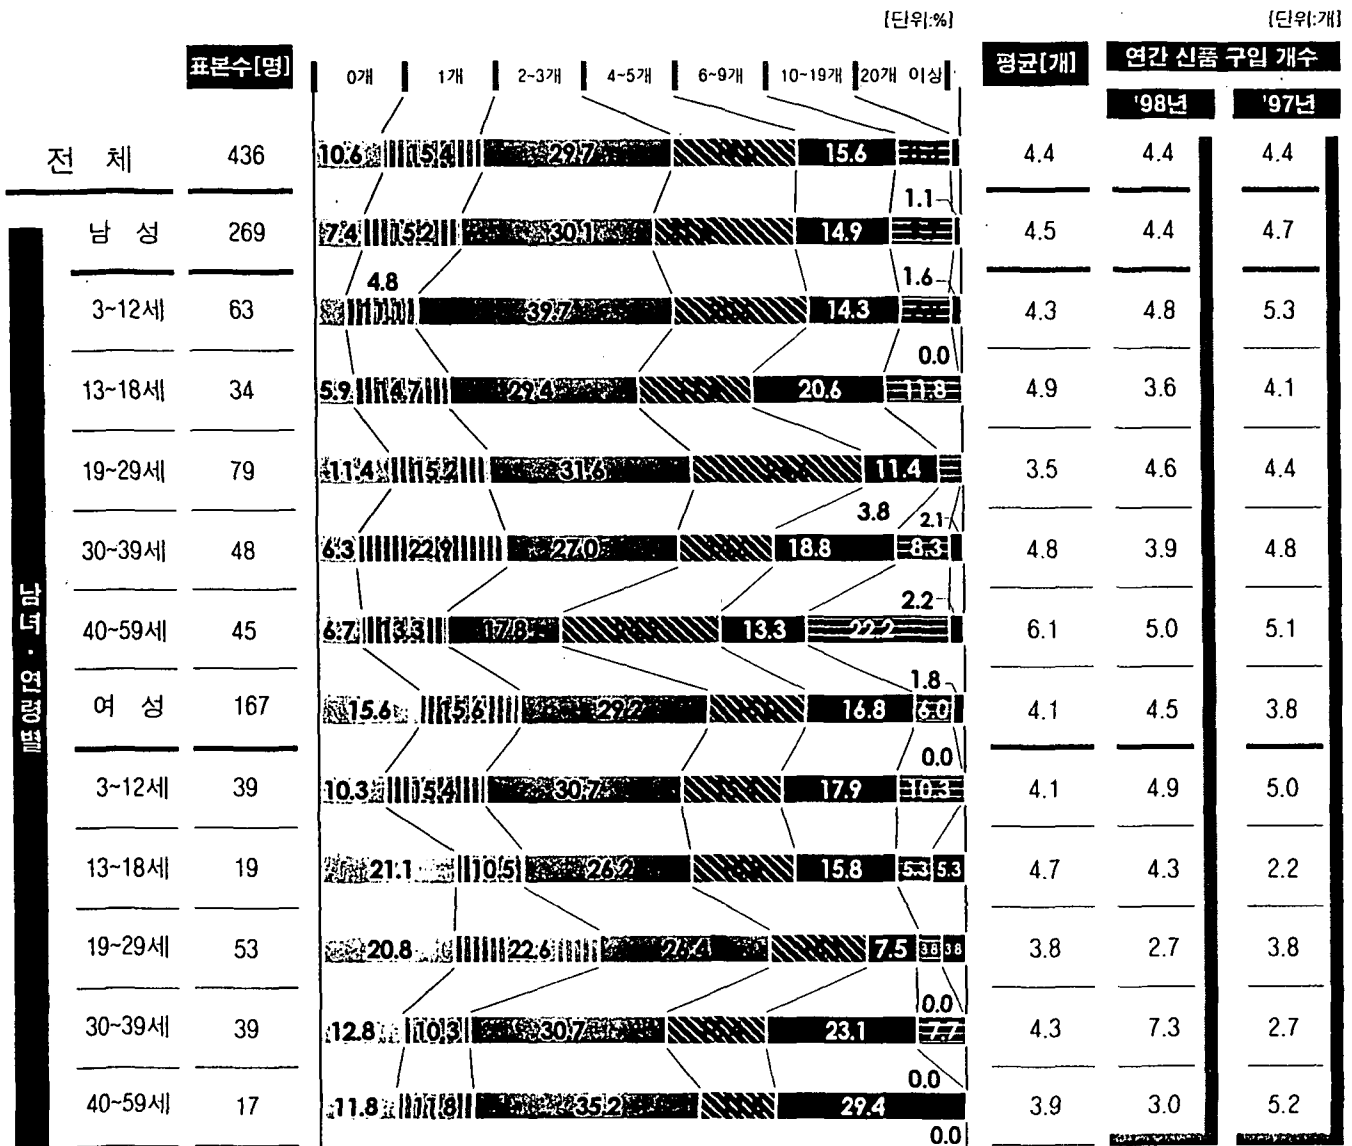 [단위:%] [단위:개]
표본수[명] 0개 1개 2~3개 4~5개 6~9개 10~19개 20개 이상 평균[개] 연간 신품 구입 개수
'98년 '97년
전 체 436 10.6 15.4 29.7 15.6 4.4 4.4 4.4
1.1
남 성 269 7.4 15.2 30.1 14.9 4.5 4.4 4.7
4.8 1.6
3~12세 63 11.1 39.7 14.3 4.3 4.8 5.3
0.0
13~18세 34 5.9 14.7 29.4 20.6 11.8 4.9 3.6 4.1
19~29세 79 11.4 15.2 31.6 11.4 3.5 4.6 4.4
3.8 2.1
30~39세 48 6.3 22.9 27.0 18.8 8.3 4.8 3.9 4.8
2.2
40~59세 45 6.7 13.3 17.8 13.3 22.2 6.1 5.0 5.1
1.8
여 성 167 15.6 15.6 29.2 16.8 6.0 4.1 4.5 3.8
0.0
3~12세 39 10.3 15.4 30.7 17.9 10.3 4.1 4.9 5.0
13~18세 19 21.1 10.5 26.2 15.8 5.3 5.3 4.7 4.3 2.2
19~29세 53 20.8 22.6 26.4 7.5 3.8 3.8 3.8 2.7 3.8
0.0
30~39세 39 12.8 10.3 30.7 23.1 7.7 4.3 7.3 2.7
0.0
40~59세 17 11.8 11.8 35.2 29.4 3.9 3.0 5.2
0.0
남녀·연령별